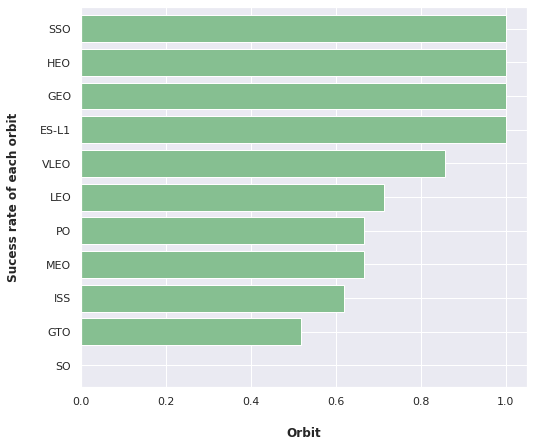 SSO
HEO
GEO
ES-L1
VLEO
LEO
PO
MEO
ISS
GTO
SO
Sucess rate of each orbit
0.0 0.2 0.4 0.6 0.8 1.0
Orbit